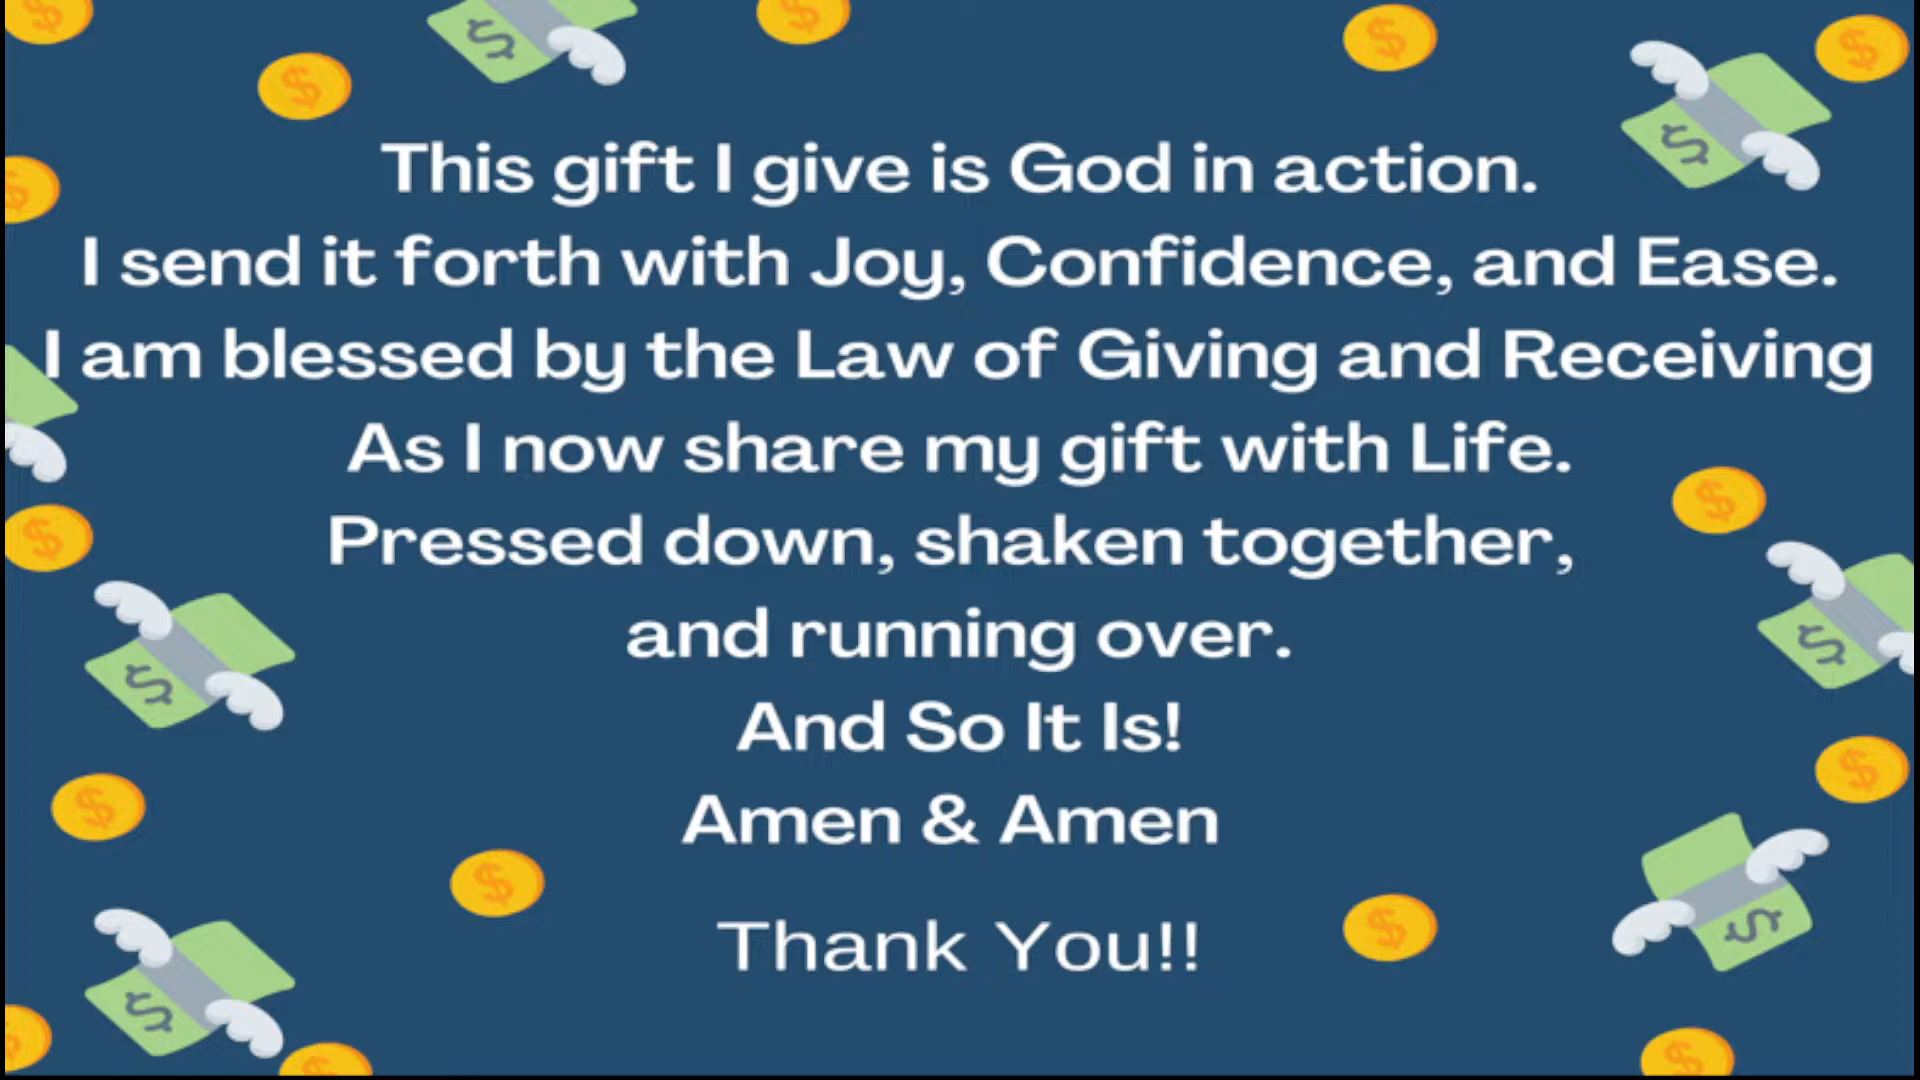 This gift I give is God in action.
I send it forth with Joy, Confidence, and Ease.
I am blessed by the Law of Giving and Receiving
As I now share my gift with Life.
Pressed down, shaken together,
and running over.
And So It Is!
Amen & Amen
Thank You!!